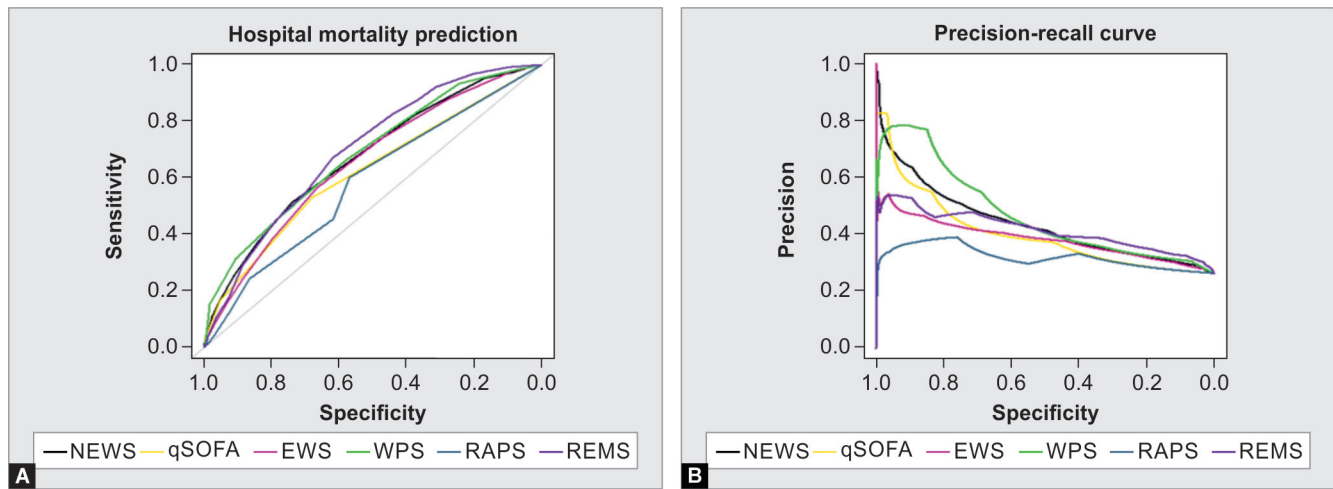 Hospital mortality prediction
1.0
0.8
0.6
0.4
0.2
0.0
Sensitivity
1.0 0.8 0.6 0.4 0.2 0.0
Specificity
NEWS qSOFA EWS WPS RAPS REMS
A
Precision-recall curve
1.0
0.8
0.6
0.4
0.2
0.0
Precision
1.0 0.8 0.6 0.4 0.2 0.0
Specificity
NEWS qSOFA EWS WPS RAPS REMS
B